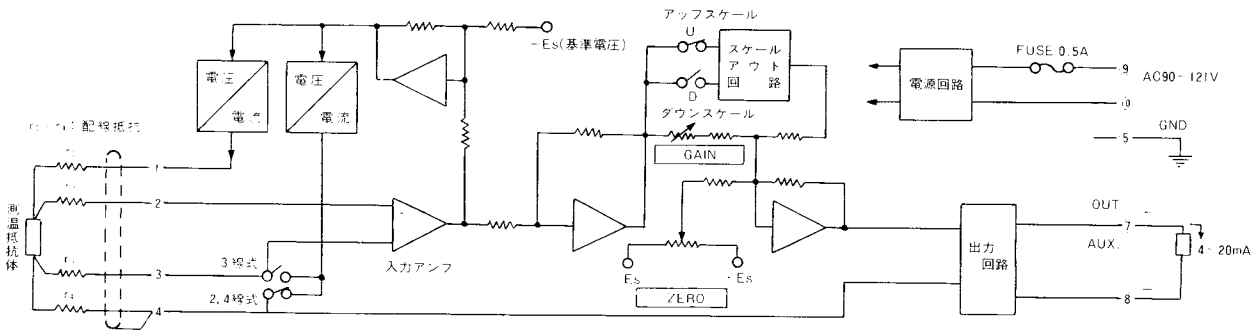 アップスケール
U
-Es(基準電圧)
スケール
アウト
回路
D
ダウンスケール
GAIN
電圧
電流
電圧
電流
配線抵抗
電源回路
FUSE 0.5A
9
10
AC90~121V
5
GND
測温抵抗体
1
2
3
4
r4
3線式
2,4線式
入力アンプ
Es
-Es
ZERO
出力
回路
OUT
7
AUX.
8
4~20mA